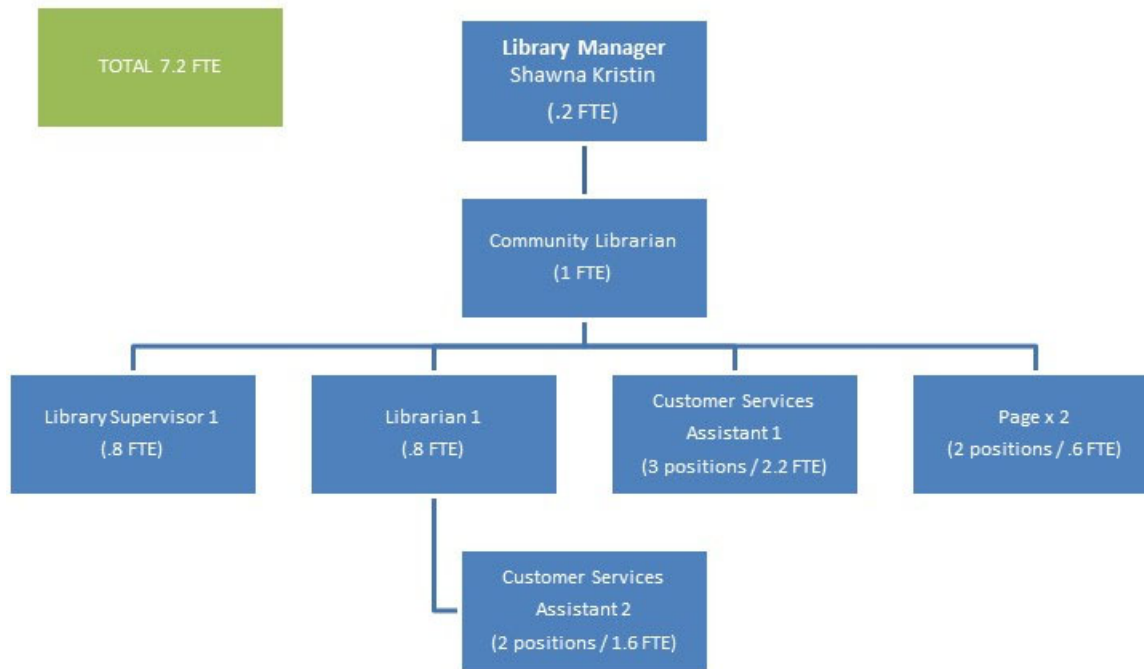 TOTAL 7.2 FTE
Library Manager
Shawna Kristin
(.2 FTE)
Community Librarian
(1 FTE)
Library Supervisor 1
(.8 FTE)
Librarian 1
(.8 FTE)
Customer Services
Assistant 1
(3 positions / 2.2 FTE)
Page x 2
(2 positions / .6 FTE)
Customer Services
Assistant 2
(2 positions / 1.6 FTE)